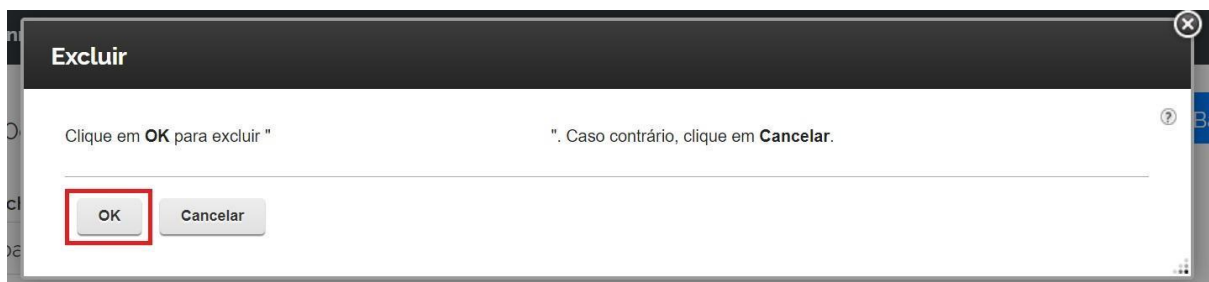 Excluir
Clique em OK para excluir " ". Caso contrário, clique em Cancelar.
OK Cancelar